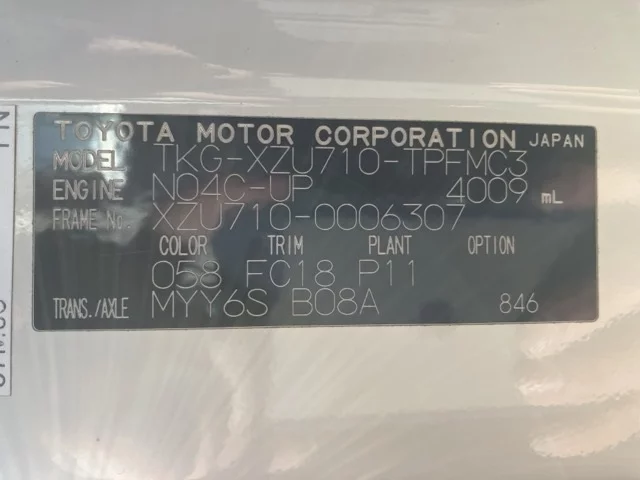 TOYOTA MOTOR CORPORATION JAPAN
MODEL TKG-XZU710-TPFMC3
ENGINE N04C-UP 4009 mL
FRAME No. XZU710-0006307
COLOR TRIM PLANT OPTION
058 FC18 P11
TRANS./AXLE MYY6S B08A 846